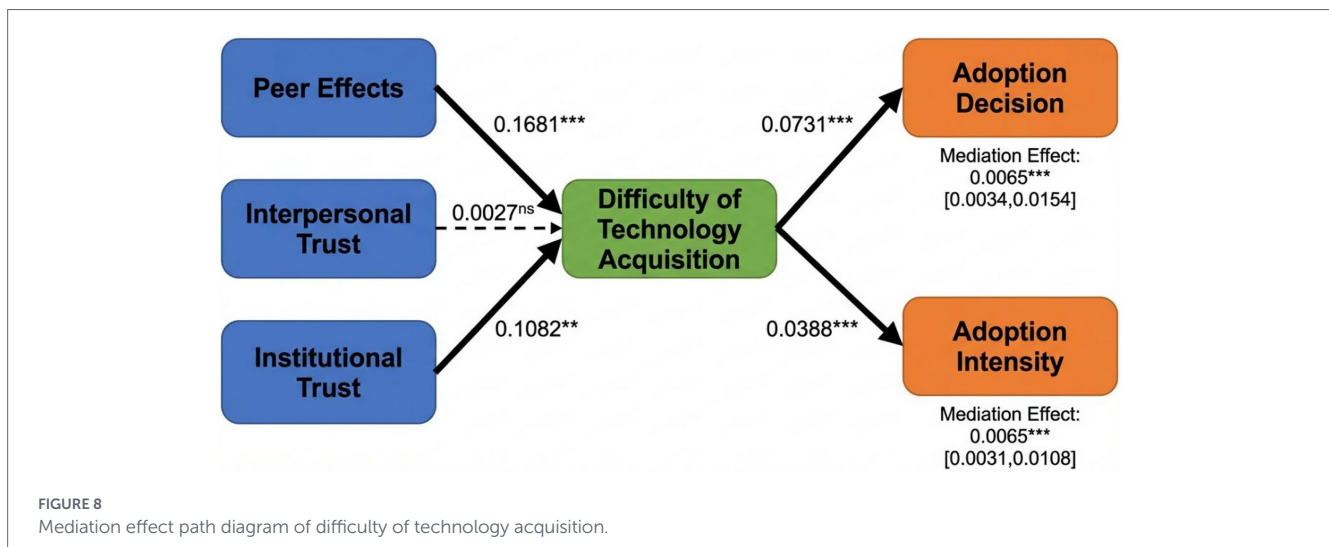 Peer Effects
0.1681***
Interpersonal
Trust
0.0027ns
Institutional
Trust
0.1082**
Difficulty of
Technology
Acquisition
0.0731***
Adoption
Decision
Mediation Effect:
0.0065***
[0.0034,0.0154]
0.0388***
Adoption
Intensity
Mediation Effect:
0.0065***
[0.0031,0.0108]
FIGURE 8
Mediation effect path diagram of difficulty of technology acquisition.